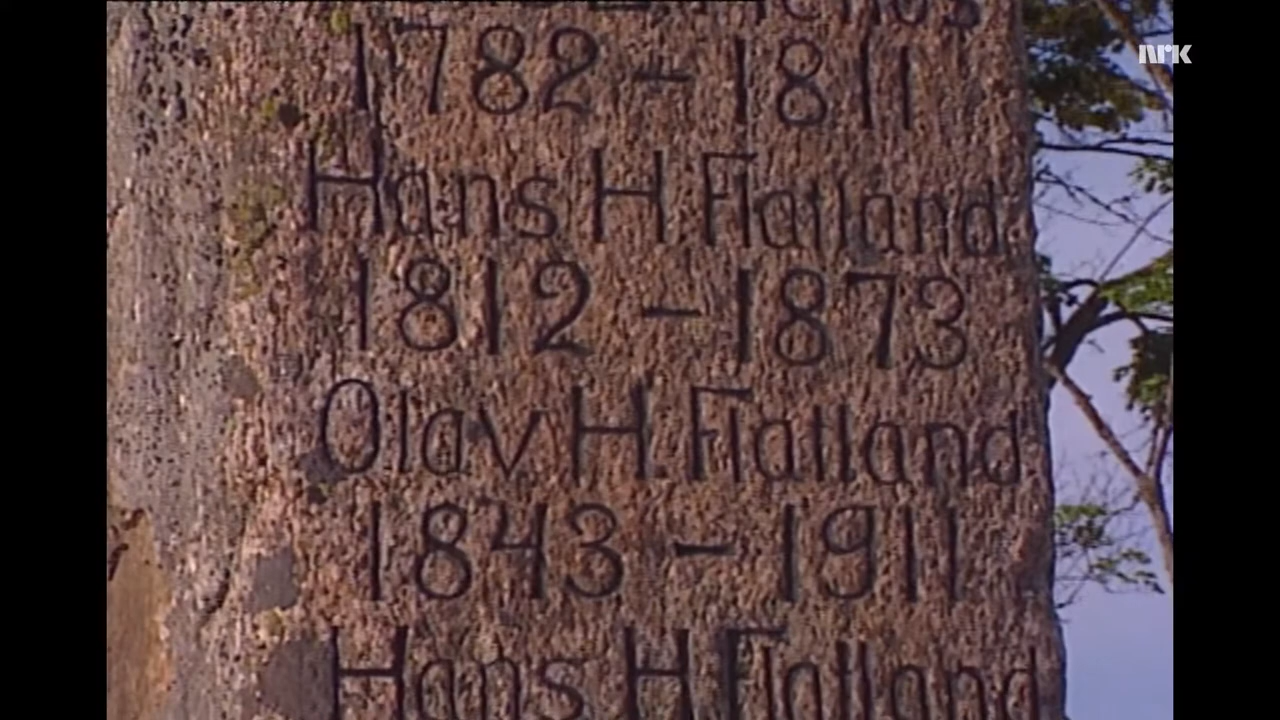 1782 - 1811
nrk
Hans H Flatland
1812 - 1873
Olav H. Flatland
1843 - 1911
Hans H Flatland